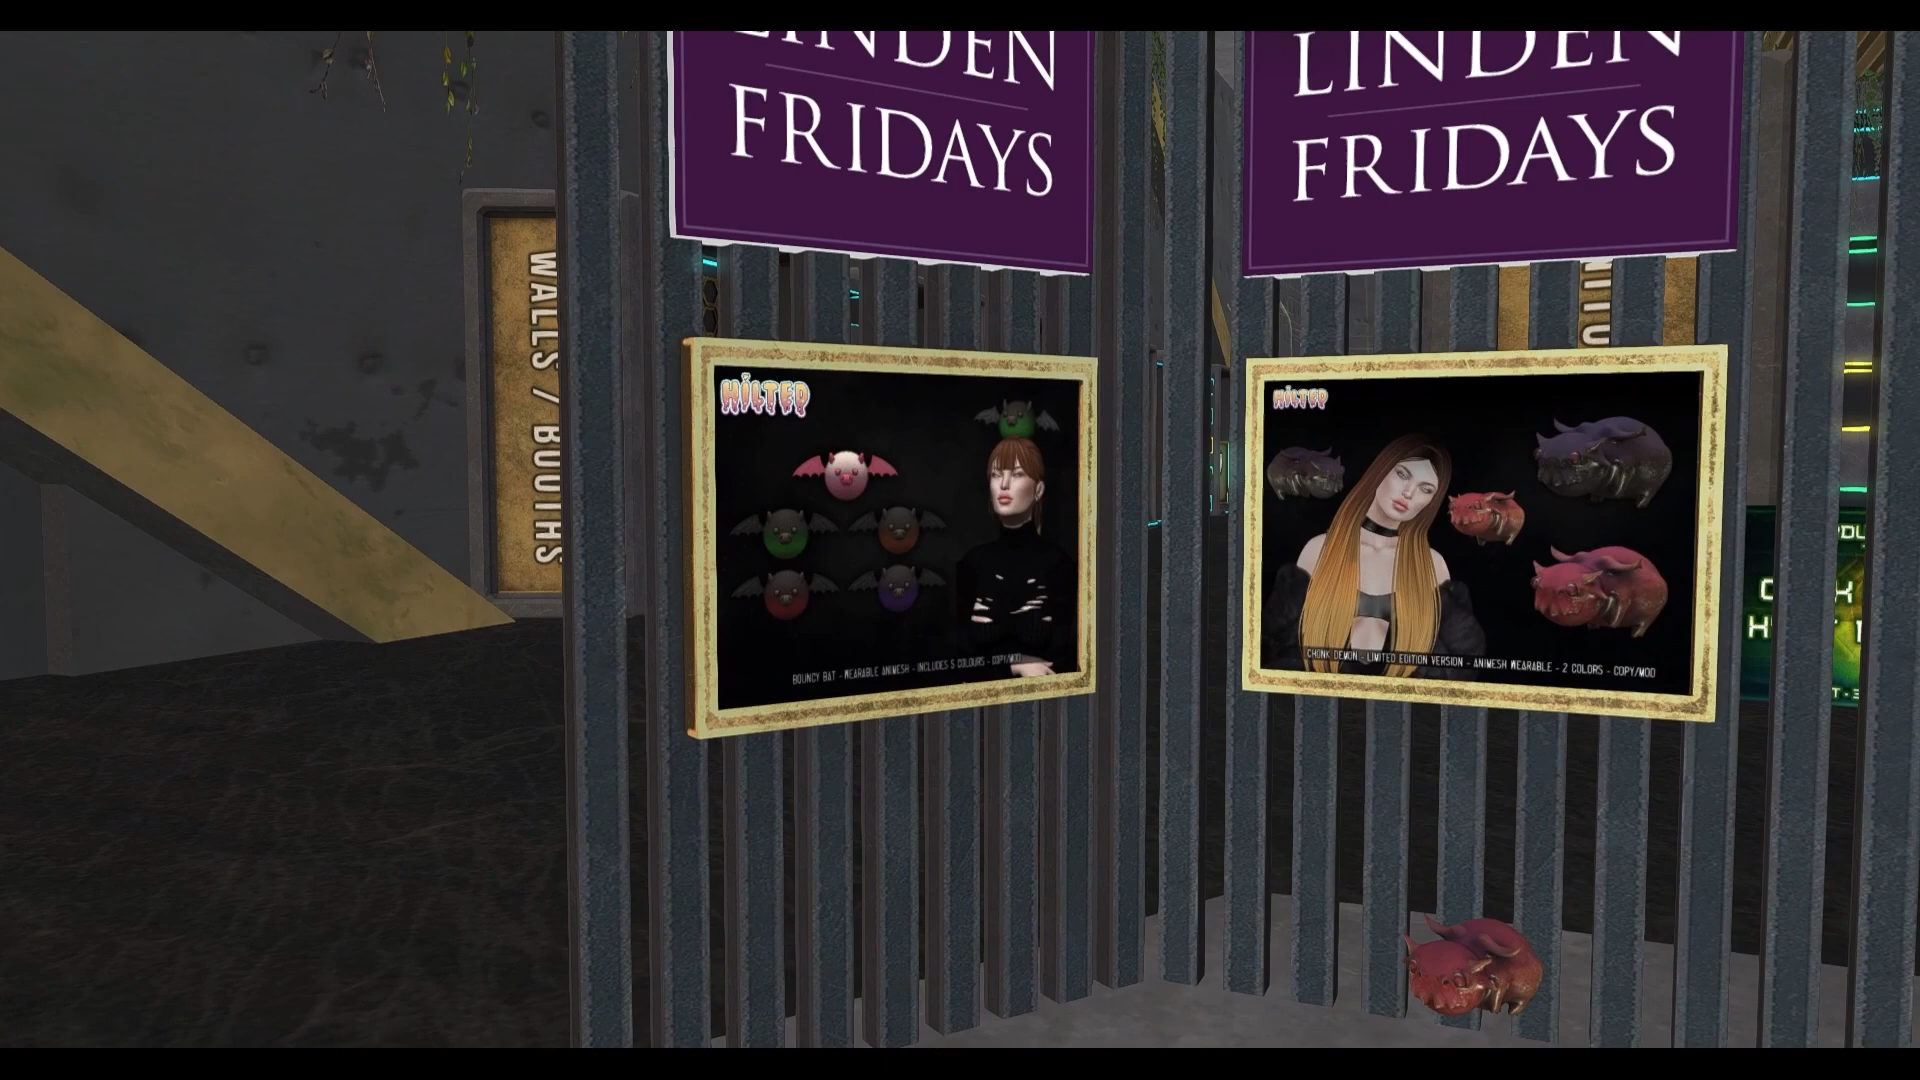 LINDEN
FRIDAYS
LINDEN
FRIDAYS
WALLS / BOOTHS
HILTED
BOUNCY BAT - WEARABLE ANIMESH - INCLUDES 5 COLOURS - COPY/MOD
HILTED
CHONK DEMON - LIMITED EDITION VERSION - ANIMESH WEARABLE - 2 COLORS - COPY/MOD